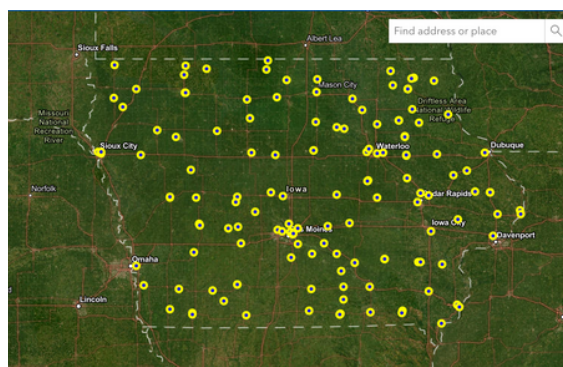 Find address or place
Albert Lea
Sioux Falls
Mason City
Driftless Area
National Wildlife
Refuge
Missouri
National
Recreation
River
Sioux City
Waterloo
Dubuque
Norfolk
Iowa
dar Rapids
Iowa City
s Moines
Davenport
Omaha
Lincoln